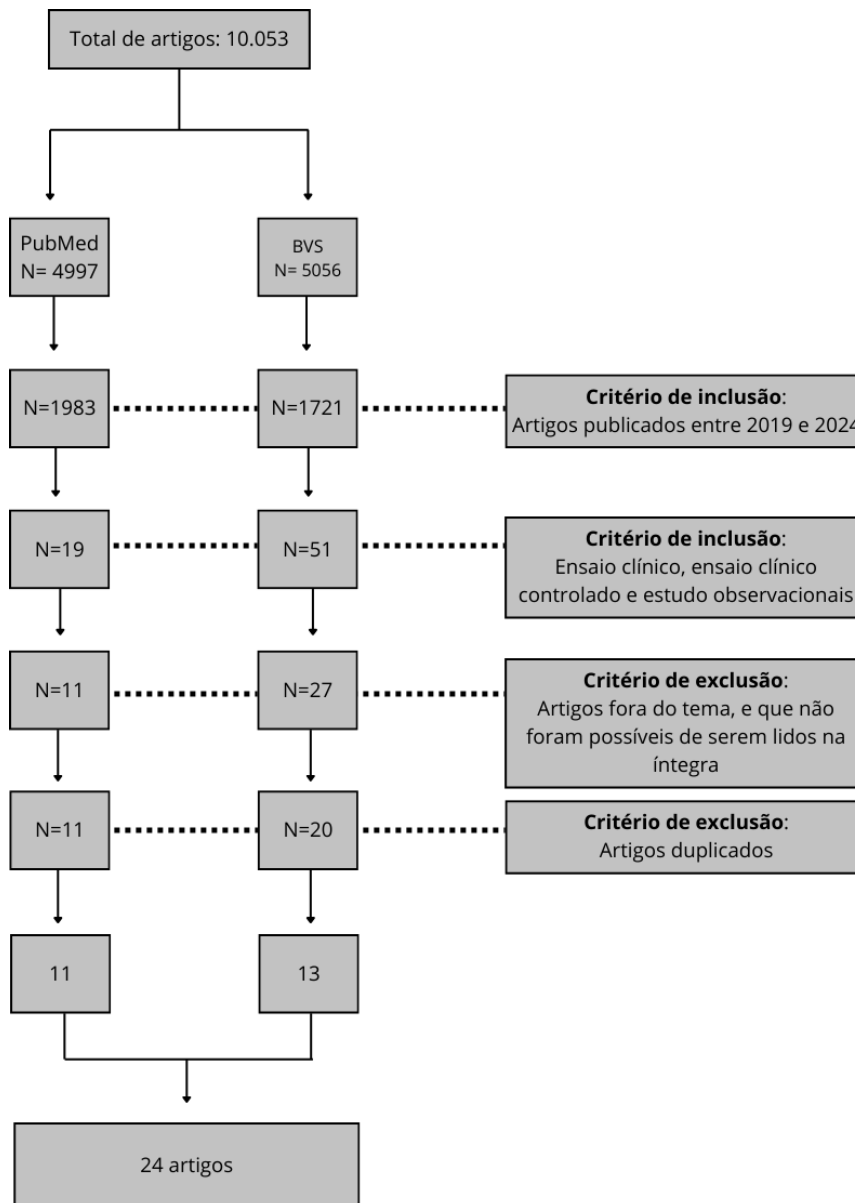 Total de artigos: 10.053
PubMed
N= 4997
BVS
N= 5056
N=1983
N=1721
Critério de inclusão:
Artigos publicados entre 2019 e 2024
N=19
N=51
Critério de inclusão:
Ensaio clínico, ensaio clínico
controlado e estudo observacionais
N=11
N=27
Critério de exclusão:
Artigos fora do tema, e que não
foram possíveis de serem lidos na
íntegra
N=11
N=20
Critério de exclusão:
Artigos duplicados
11
13
24 artigos